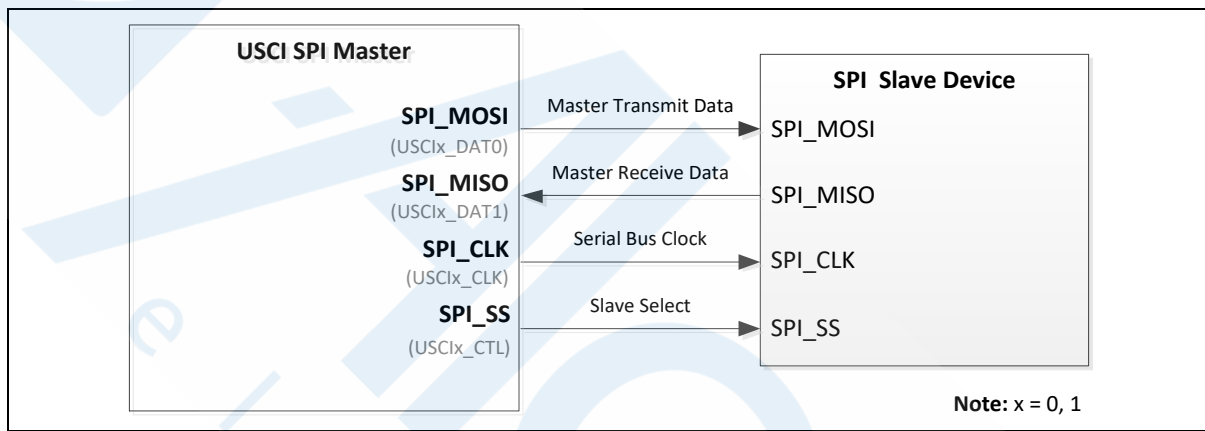 USCI SPI Master
SPI_MOSI
(USCIx_DAT0)
SPI_MISO
(USCIx_DAT1)
SPI_CLK
(USCIx_CLK)
SPI_SS
(USCIx_CTL)
Master Transmit Data
Master Receive Data
Serial Bus Clock
Slave Select
SPI Slave Device
SPI_MOSI
SPI_MISO
SPI_CLK
SPI_SS
Note: x = 0, 1